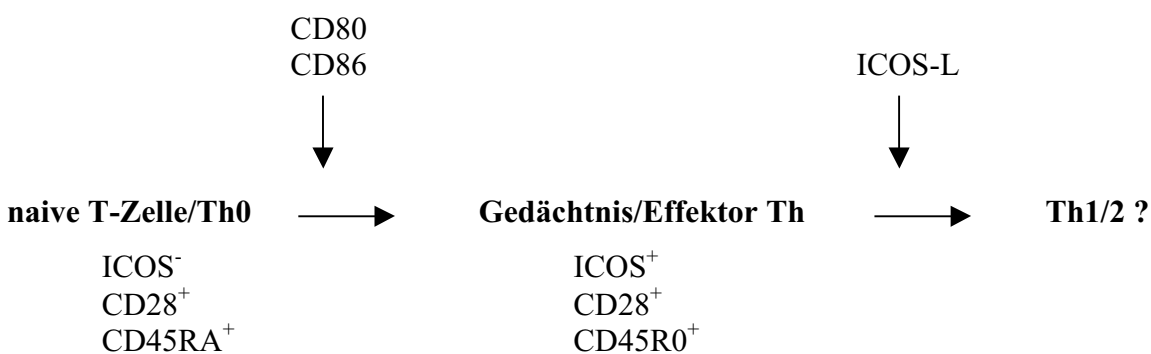 CD80
CD86
ICOS-L
naive T-Zelle/Th0
Gedächtnis/Effektor Th
Th1/2 ?
ICOS⁻
CD28⁺
CD45RA⁺
ICOS⁺
CD28⁺
CD45R0⁺